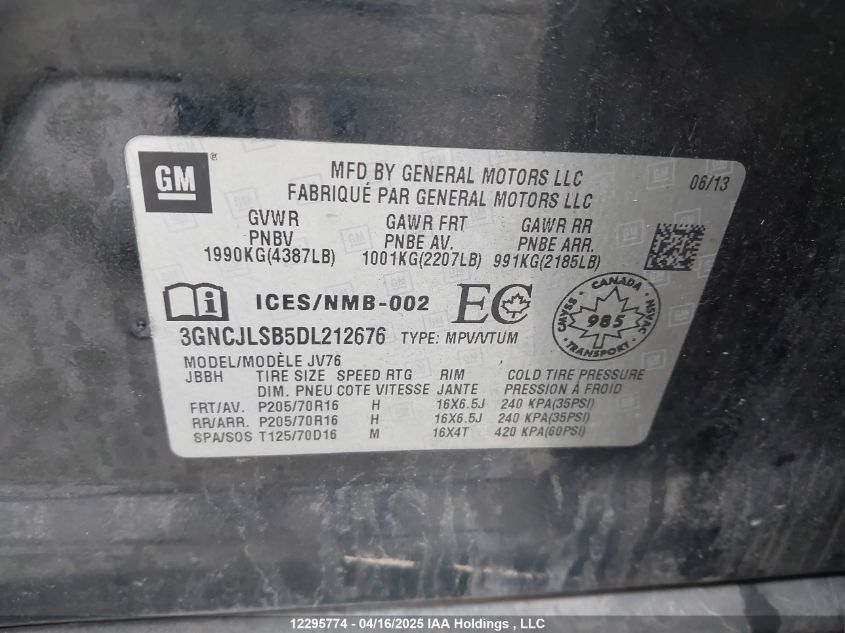 GM
MFD BY GENERAL MOTORS LLC
06/13
FABRIQUÉ PAR GENERAL MOTORS LLC
GVWR GAWR FRT GAWR RR
PNBV PNBE AV. PNBE ARR.
1990KG(4387LB) 1001KG(2207LB) 991KG(2185LB)
i ICES/NMB-002 EC
CANADA
CMVSS 985 NSVAC
TRANSPORT
3GNCJLSB5DL212676 TYPE: MPV/VTUM
MODEL/MODÈLE JV76
JBBH TIRE SIZE SPEED RTG RIM COLD TIRE PRESSURE
DIM. PNEU COTE VITESSE JANTE PRESSION À FROID
FRT/AV. P205/70R16 H 16X6.5J 240 KPA(35PSI)
RR/ARR. P205/70R16 H 16X6.5J 240 KPA(35PSI)
SPA/SOS T125/70D16 M 16X4T 420 KPA(60PSI)
12295774 - 04/16/2025 IAA Holdings , LLC